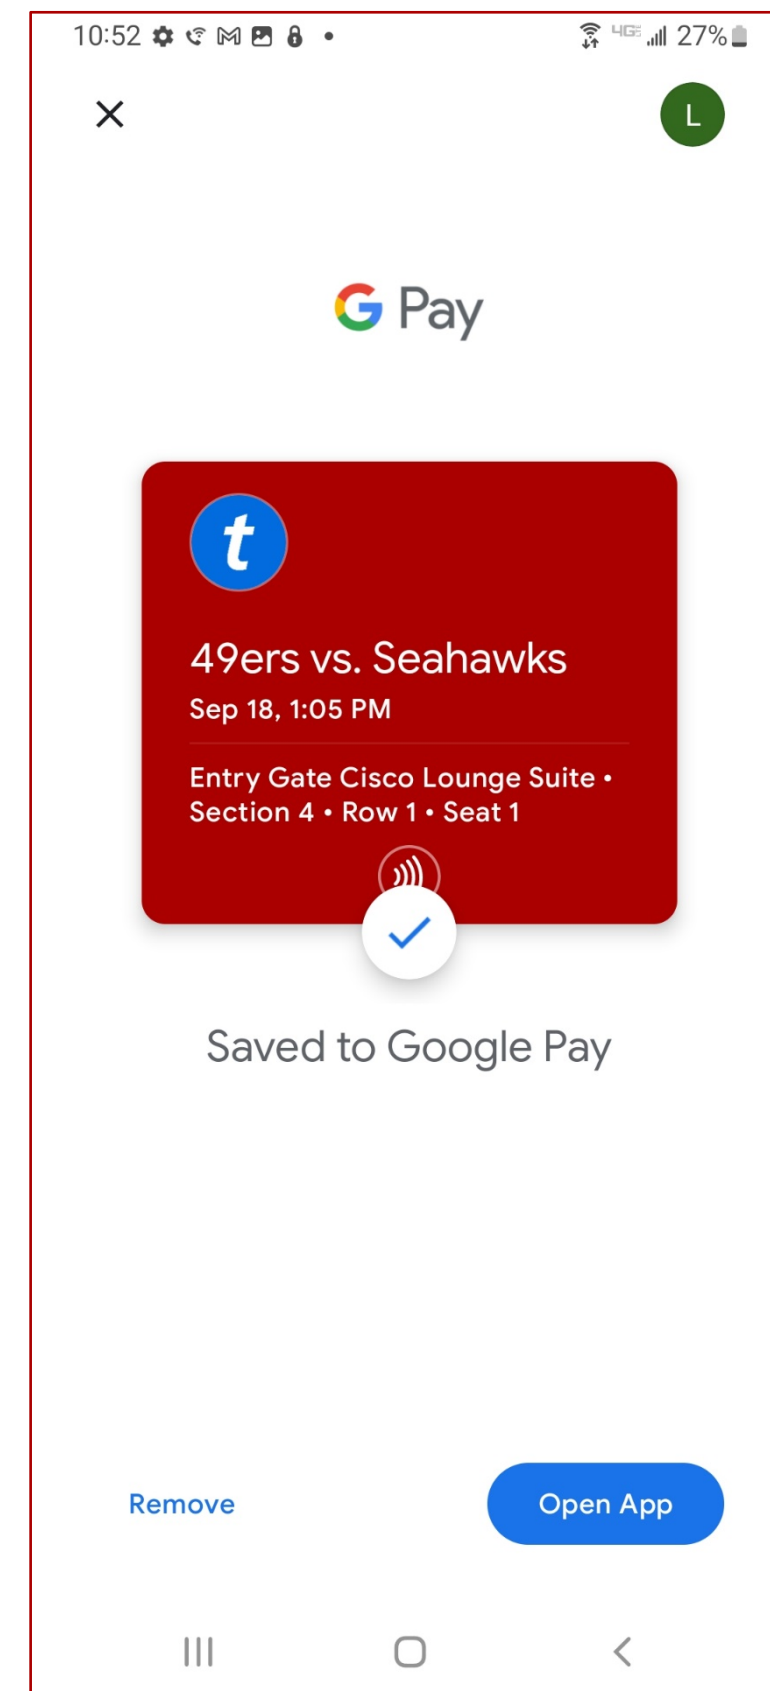 10:52 4GE 27%
L
G Pay
t
49ers vs. Seahawks
Sep 18, 1:05 PM
Entry Gate Cisco Lounge Suite •
Section 4 • Row 1 • Seat 1
Saved to Google Pay
Remove Open App